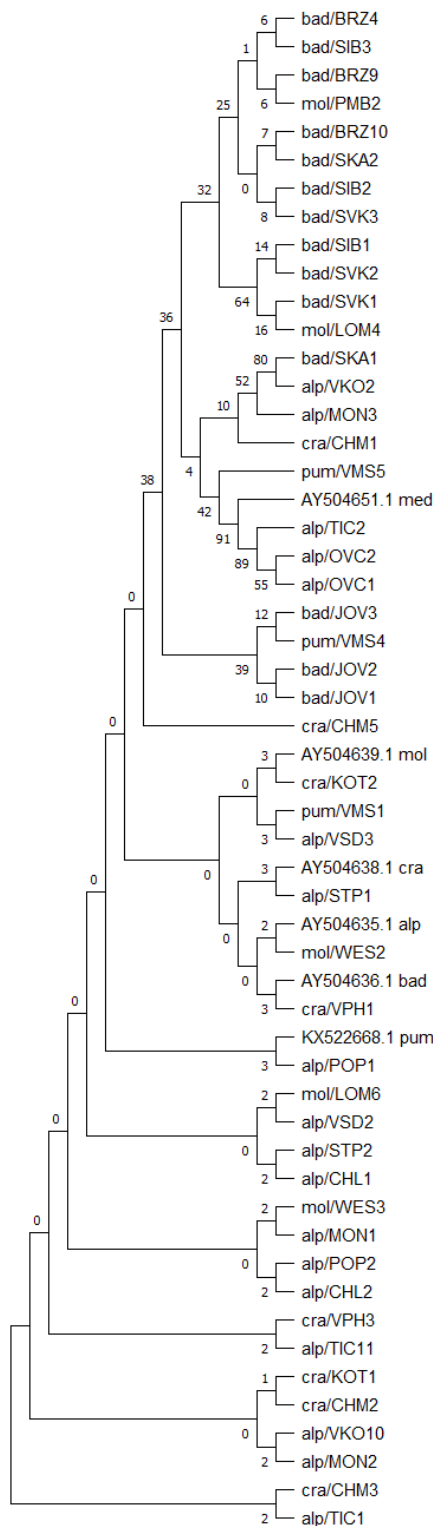 6
bad/BRZ4
bad/SIB3
1
bad/BRZ9
6
mol/PMB2
25
7
bad/BRZ10
bad/SKA2
0
bad/SIB2
8
bad/SVK3
32
14
bad/SIB1
bad/SVK2
64
bad/SVK1
16
mol/LOM4
36
80
bad/SKA1
52
alp/VKO2
10
alp/MON3
cra/CHM1
4
pum/VMS5
42
AY504651.1 med
91
alp/TIC2
89
alp/OVC2
55
alp/OVC1
38
12
bad/JOV3
pum/VMS4
39
bad/JOV2
10
bad/JOV1
0
cra/CHM5
3
AY504639.1 mol
0
cra/KOT2
pum/VMS1
3
alp/VSD3
0
0
3
AY504638.1 cra
alp/STP1
0
2
AY504635.1 alp
mol/WES2
0
AY504636.1 bad
3
cra/VPH1
0
KX522668.1 pum
3
alp/POP1
2
mol/LOM6
alp/VSD2
0
alp/STP2
2
alp/CHL1
0
2
mol/WES3
alp/MON1
0
alp/POP2
2
alp/CHL2
0
cra/VPH3
2
alp/TIC11
0
1
cra/KOT1
cra/CHM2
0
alp/VKO10
2
alp/MON2
cra/CHM3
2
alp/TIC1